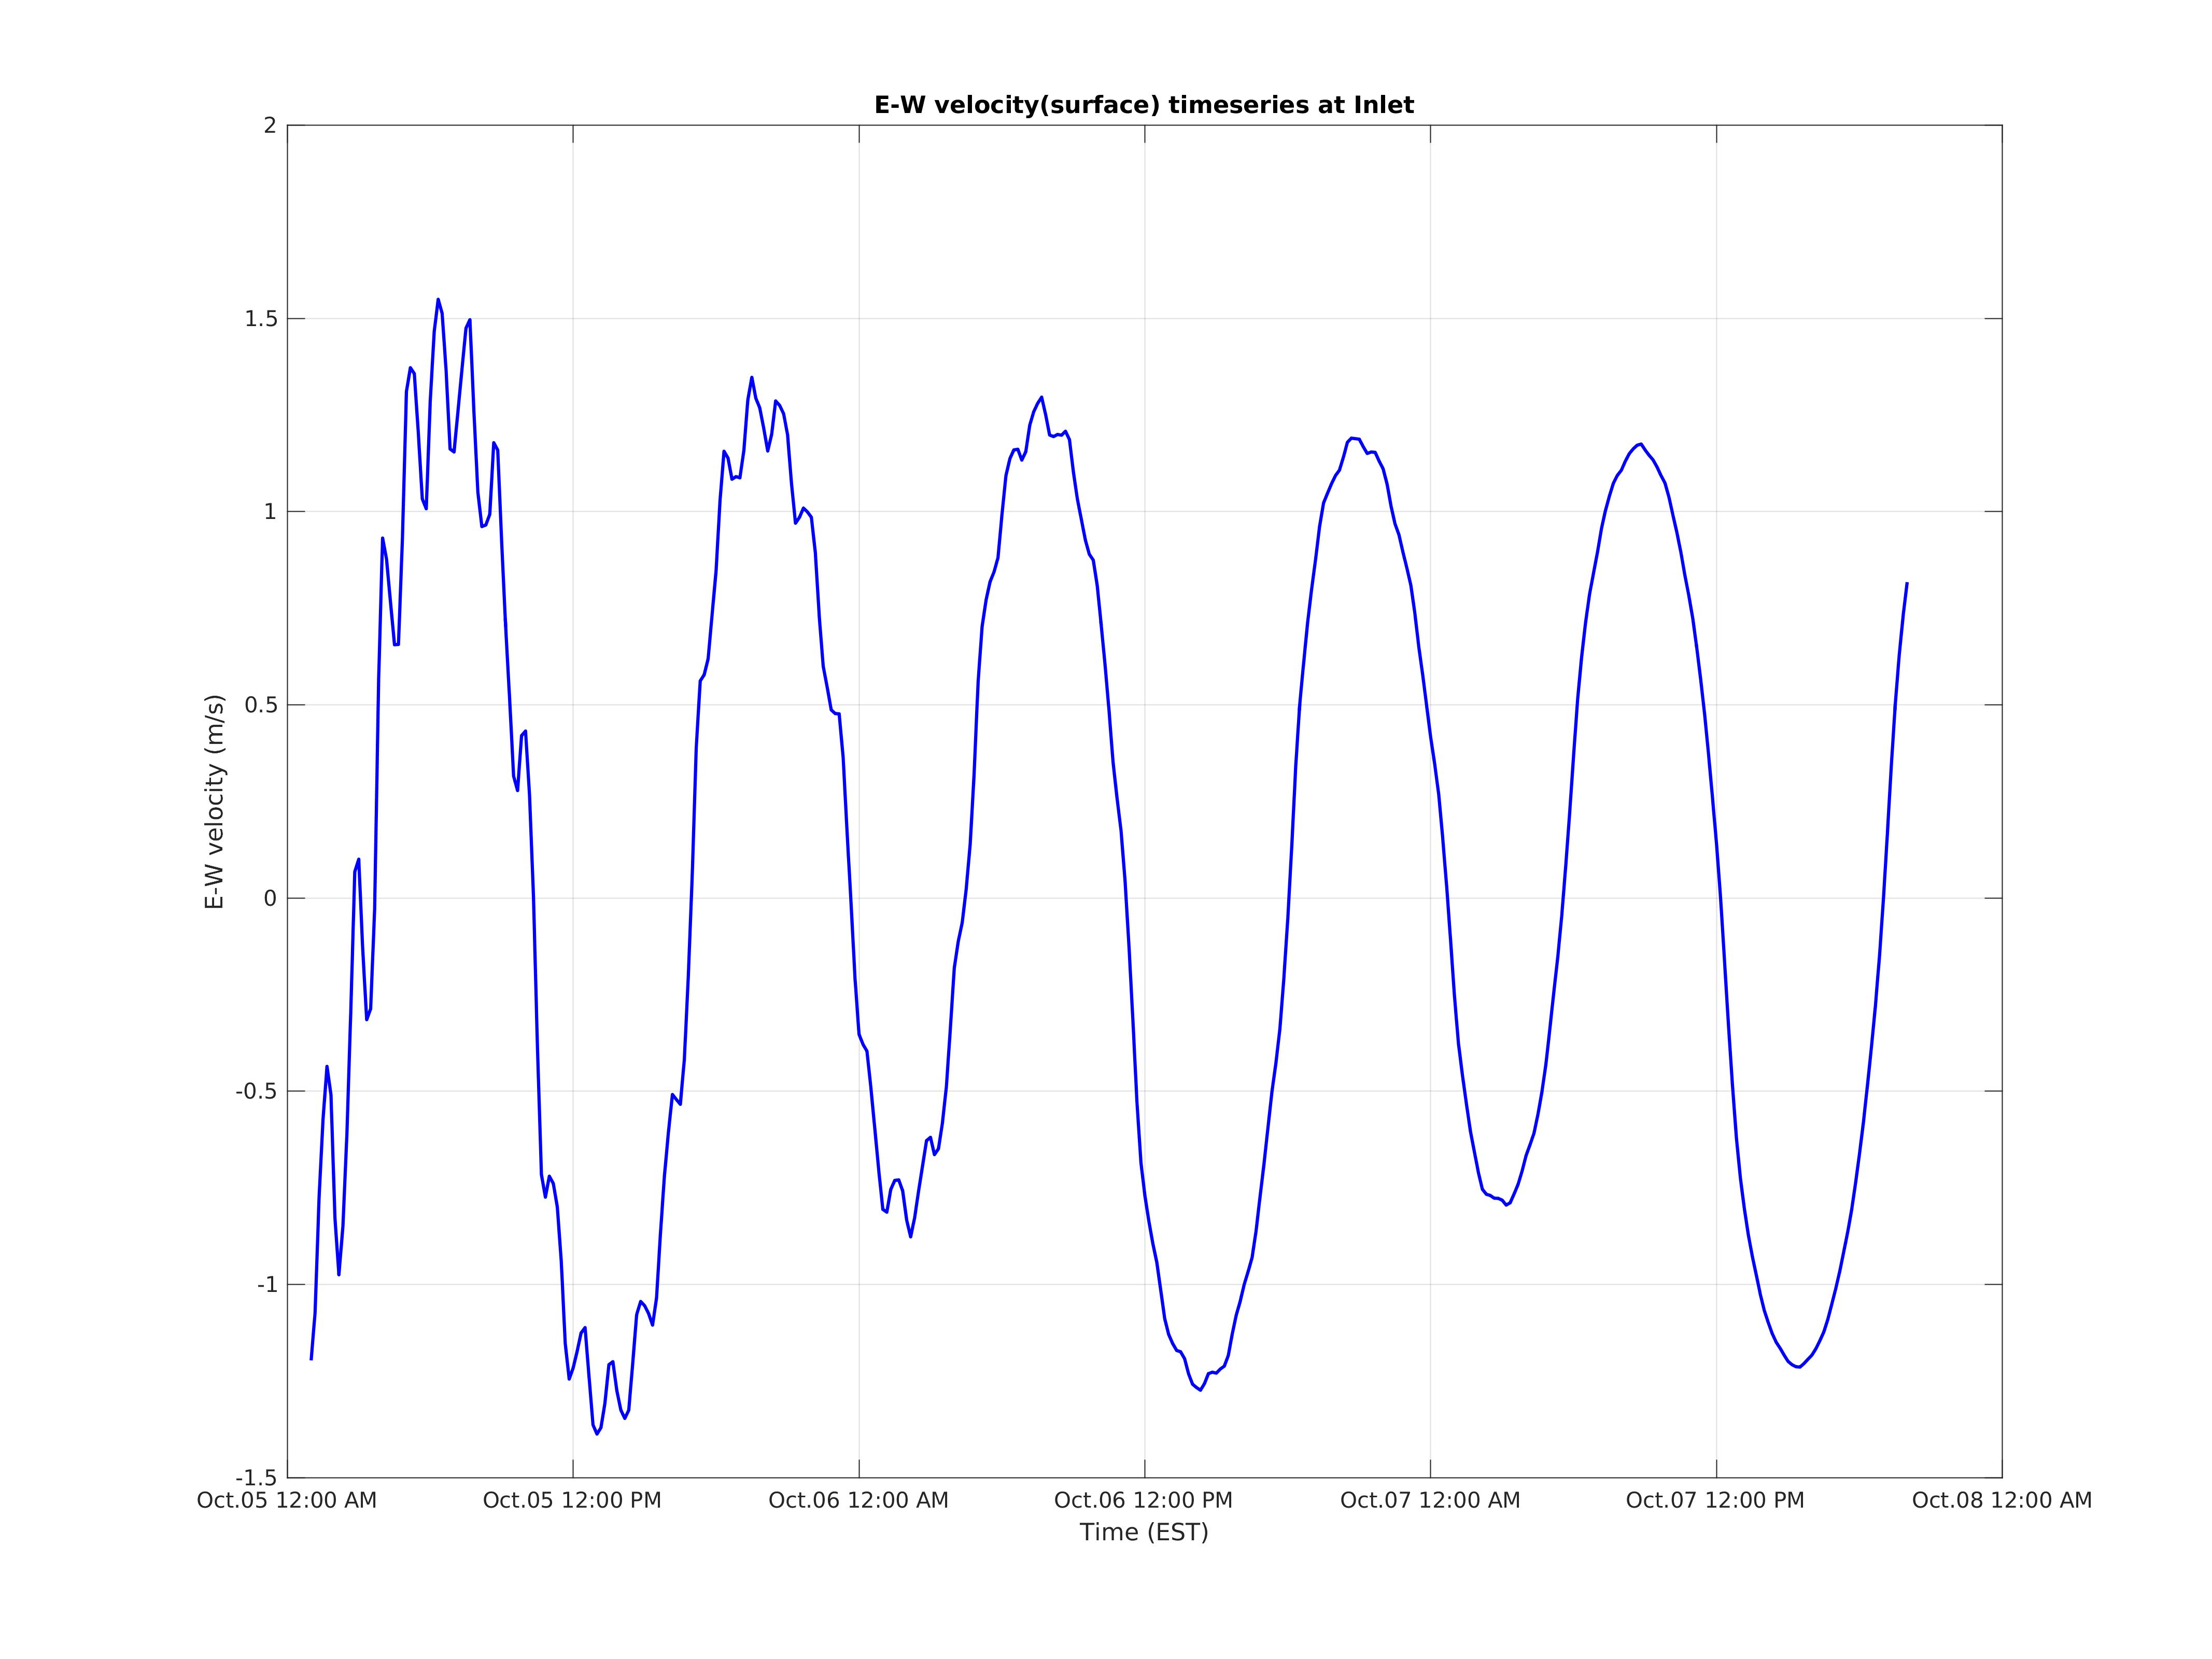 E-W velocity(surface) timeseries at Inlet
2
1.5
1
0.5
0
-0.5
-1
-1.5
E-W velocity (m/s)
Oct.05 12:00 AM Oct.05 12:00 PM Oct.06 12:00 AM Oct.06 12:00 PM Oct.07 12:00 AM Oct.07 12:00 PM Oct.08 12:00 AM
Time (EST)